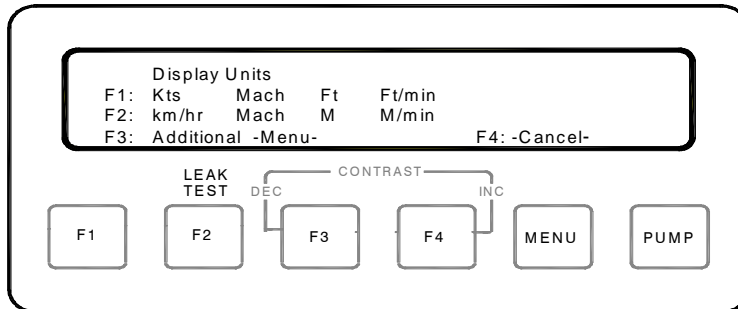 Display Units
F1: Kts Mach Ft Ft/min
F2: km/hr Mach M M/min
F3: Additional -Menu- F4: -Cancel-
LEAK
TEST
DEC CONTRAST INC
F1 F2 F3 F4 MENU PUMP